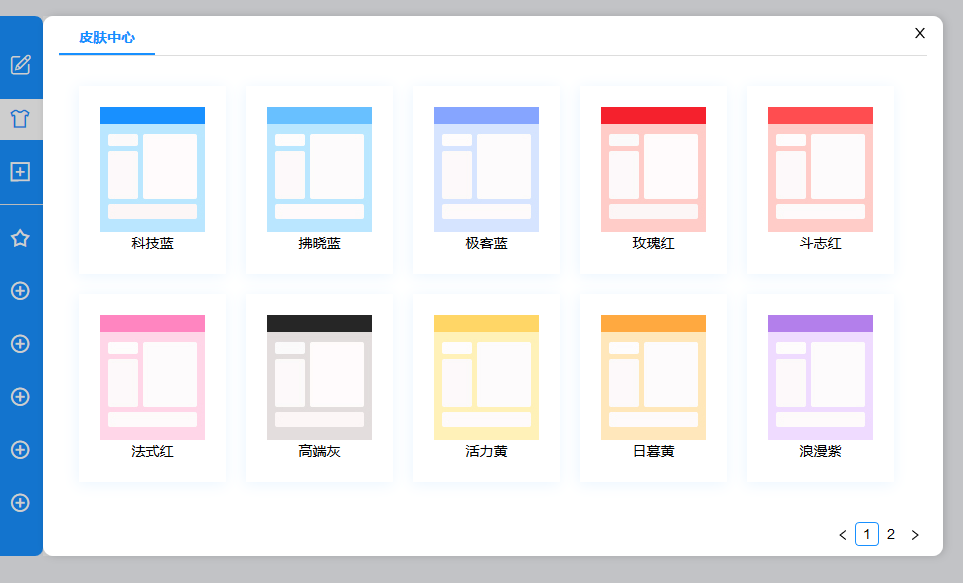 皮肤中心
X
科技蓝
拂晓蓝
极客蓝
玫瑰红
斗志红
法式红
高端灰
活力黄
日暮黄
浪漫紫
< 1 2 >